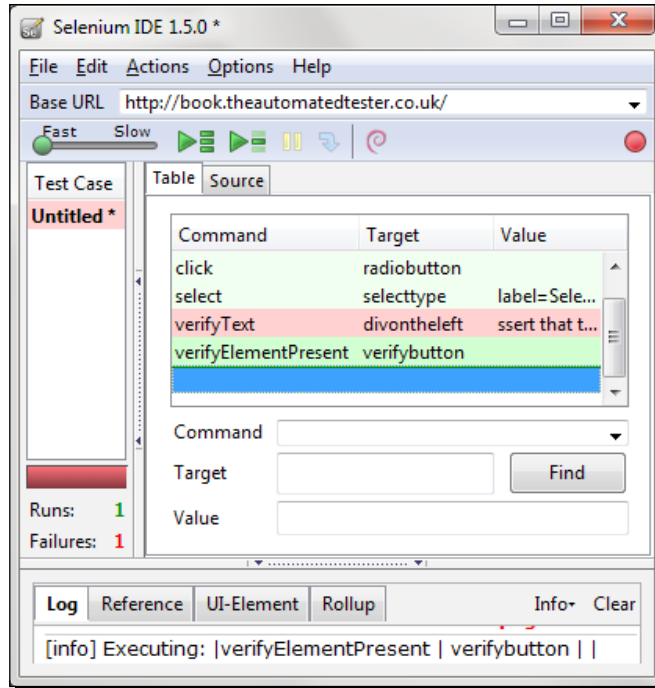 Selenium IDE 1.5.0 *
File Edit Actions Options Help
Base URL http://book.theautomatedtester.co.uk/
Fast Slow
Test Case
Untitled *
Runs: 1
Failures: 1
Table Source
Command Target Value
click radiobutton
select selecttype label=Sele...
verifyText divontheleft ssert that t...
verifyElementPresent verifybutton
Command
Target Find
Value
Log Reference UI-Element Rollup Info Clear
[info] Executing: |verifyElementPresent | verifybutton | |